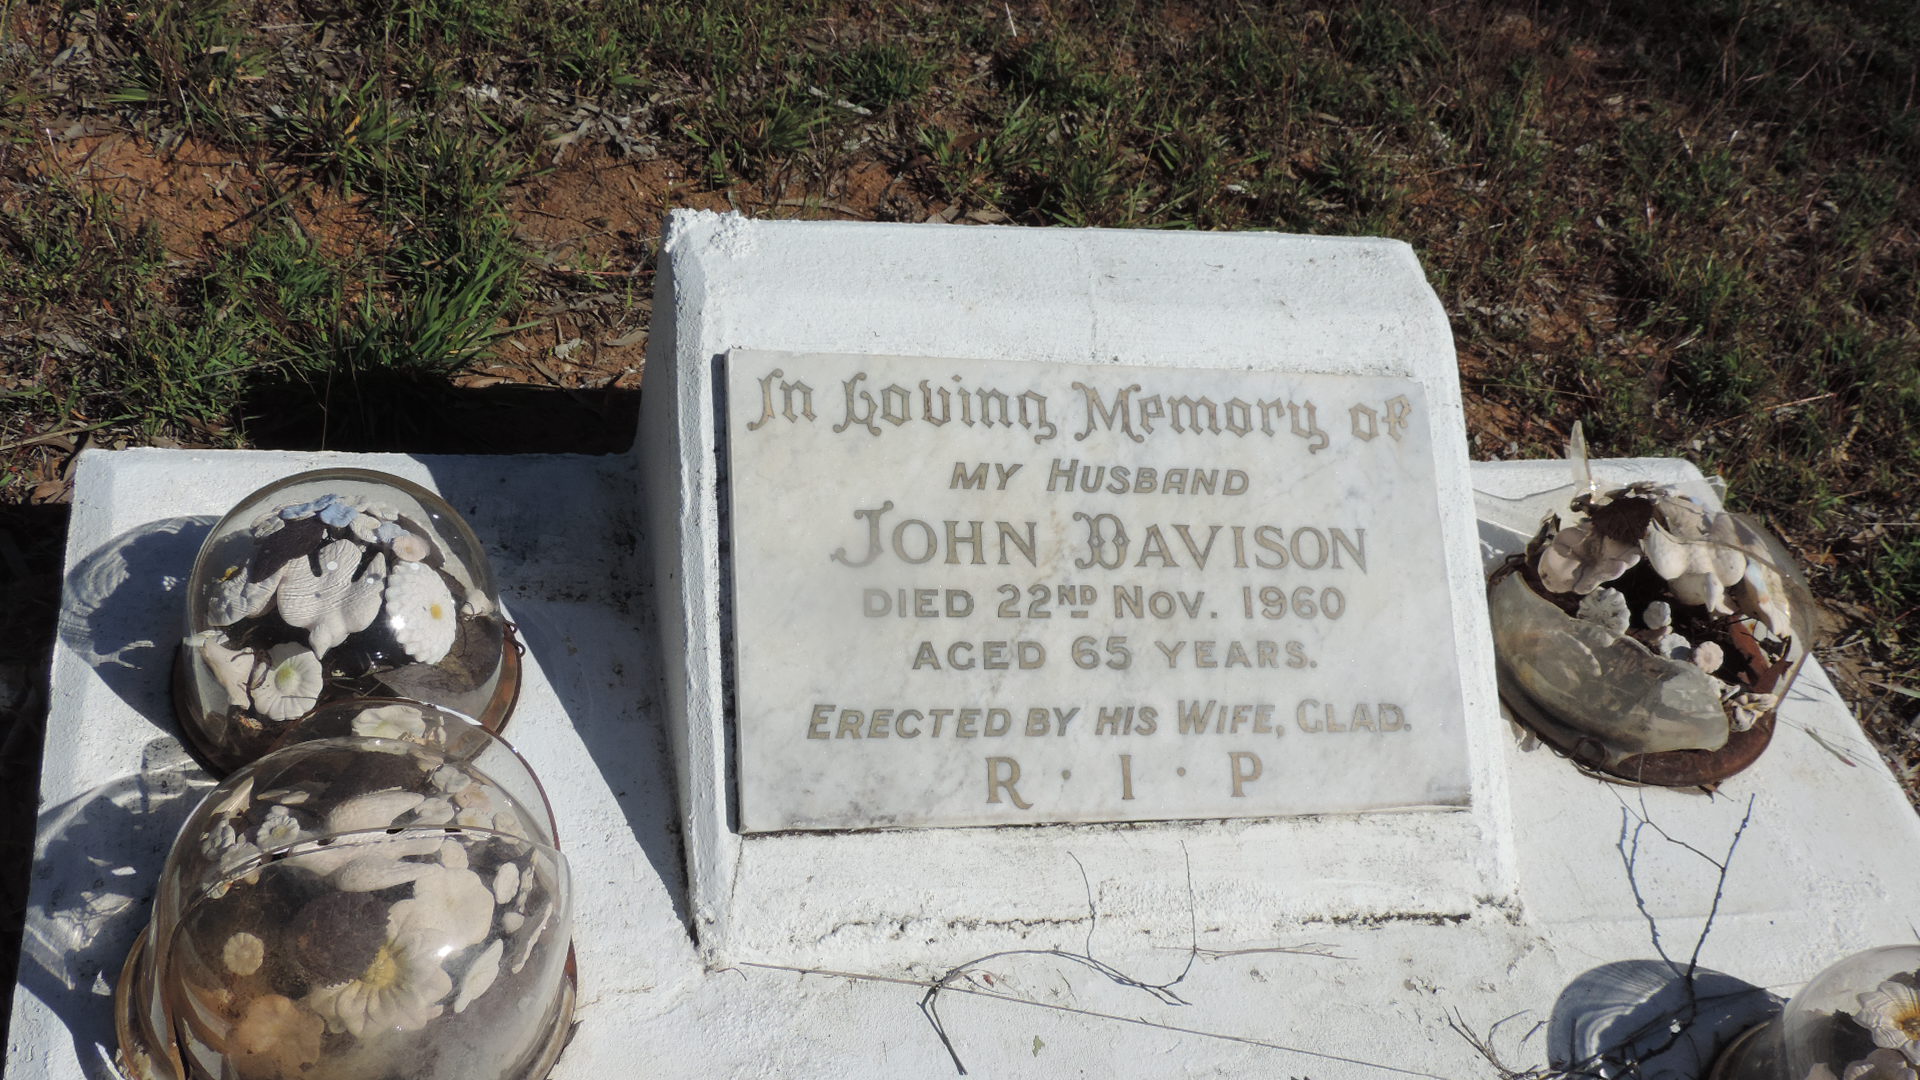 In Loving Memory of
MY HUSBAND
JOHN DAVISON
DIED 22ND NOV. 1960
AGED 65 YEARS.
ERECTED BY HIS WIFE, GLAD.
R · I · P